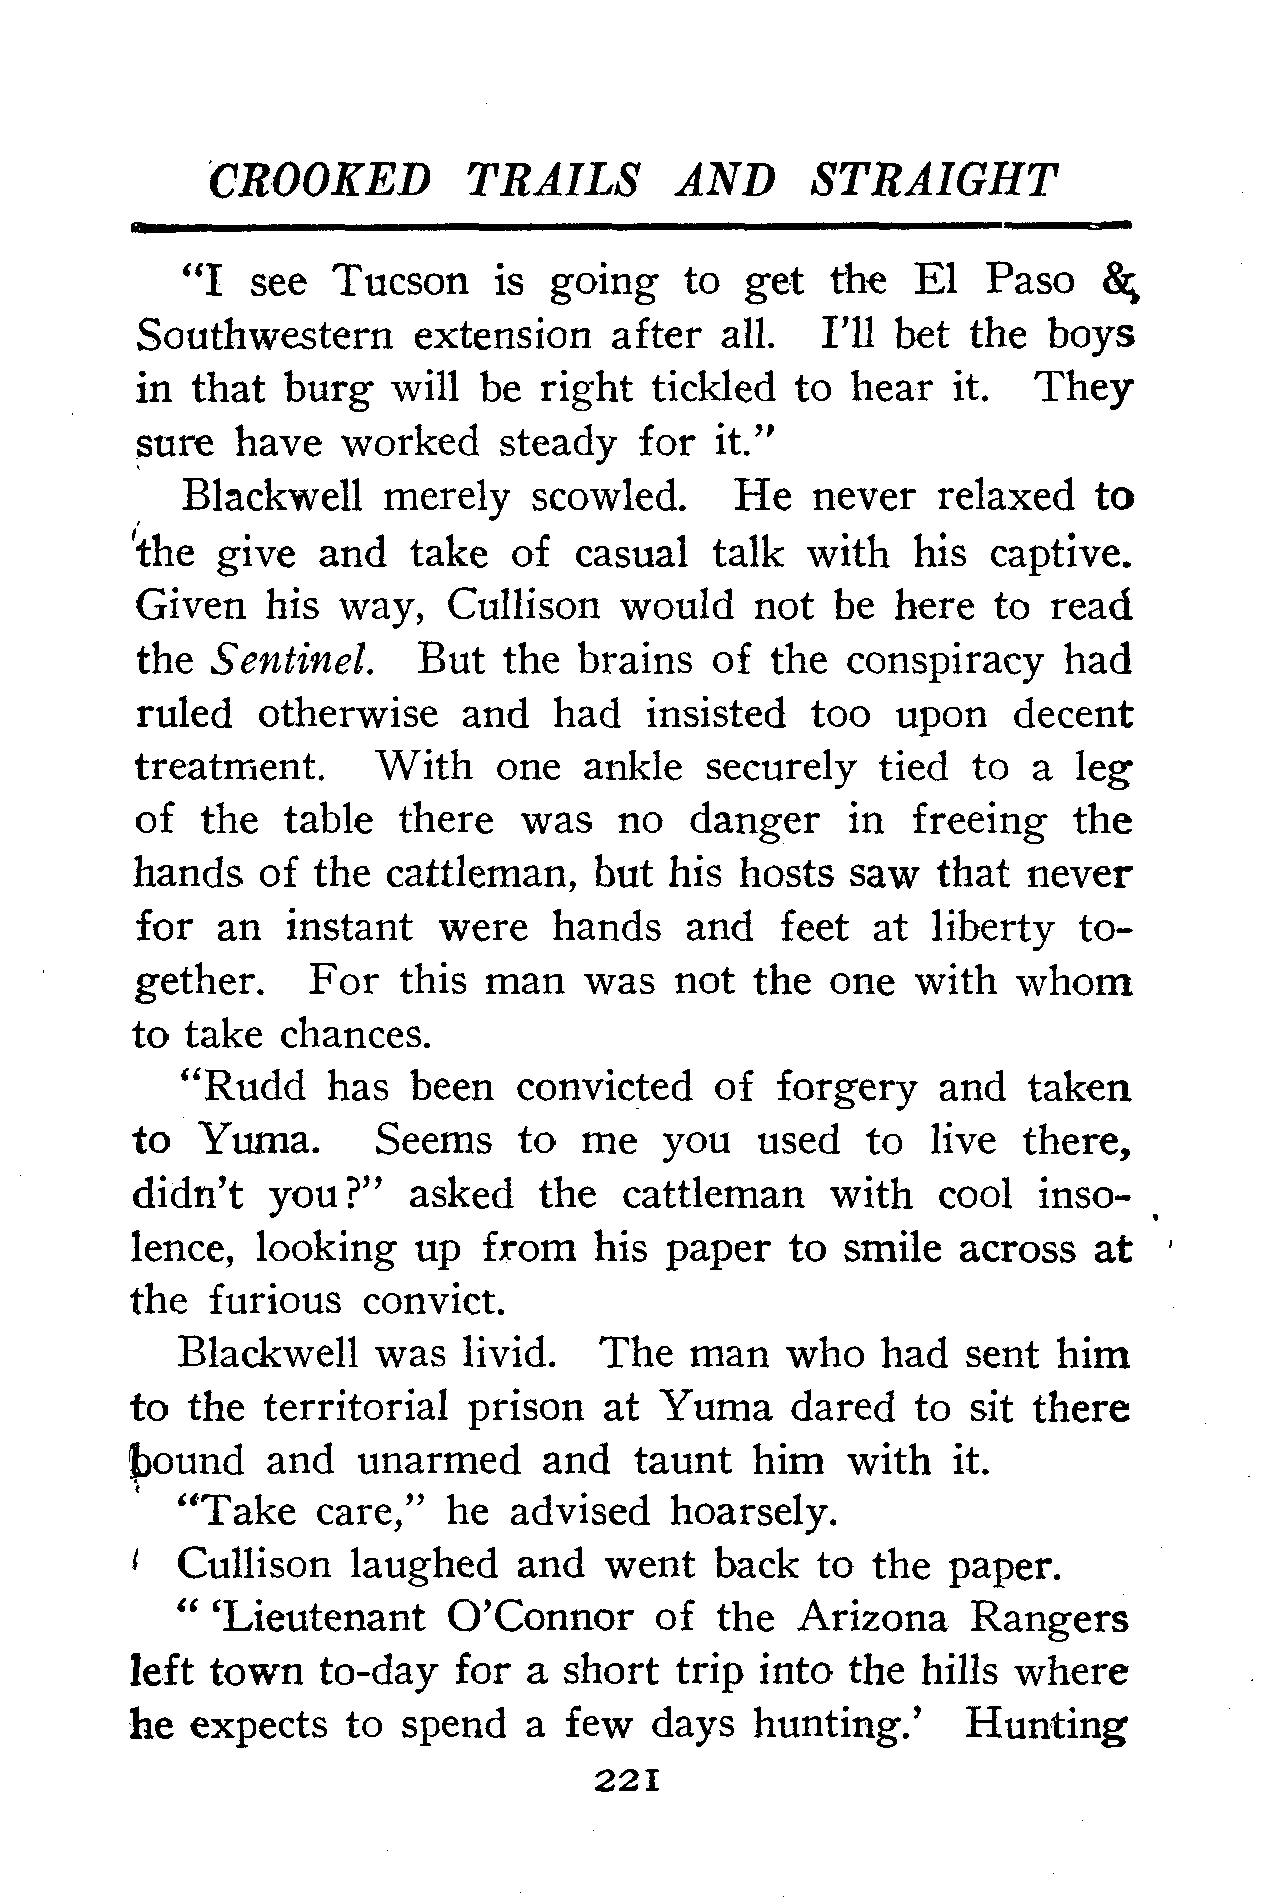 CROOKED TRAILS AND STRAIGHT
"I see Tucson is going to get the El Paso &
Southwestern extension after all. I'll bet the boys
in that burg will be right tickled to hear it. They
sure have worked steady for it."
Blackwell merely scowled. He never relaxed to
the give and take of casual talk with his captive.
Given his way, Cullison would not be here to read
the Sentinel. But the brains of the conspiracy had
ruled otherwise and had insisted too upon decent
treatment. With one ankle securely tied to a leg
of the table there was no danger in freeing the
hands of the cattleman, but his hosts saw that never
for an instant were hands and feet at liberty to-
gether. For this man was not the one with whom
to take chances.
"Rudd has been convicted of forgery and taken
to Yuma. Seems to me you used to live there,
didn't you?" asked the cattleman with cool inso-
lence, looking up from his paper to smile across at
the furious convict.
Blackwell was livid. The man who had sent him
to the territorial prison at Yuma dared to sit there
bound and unarmed and taunt him with it.
"Take care," he advised hoarsely.
Cullison laughed and went back to the paper.
" 'Lieutenant O'Connor of the Arizona Rangers
left town to-day for a short trip into the hills where
he expects to spend a few days hunting.' Hunting
221